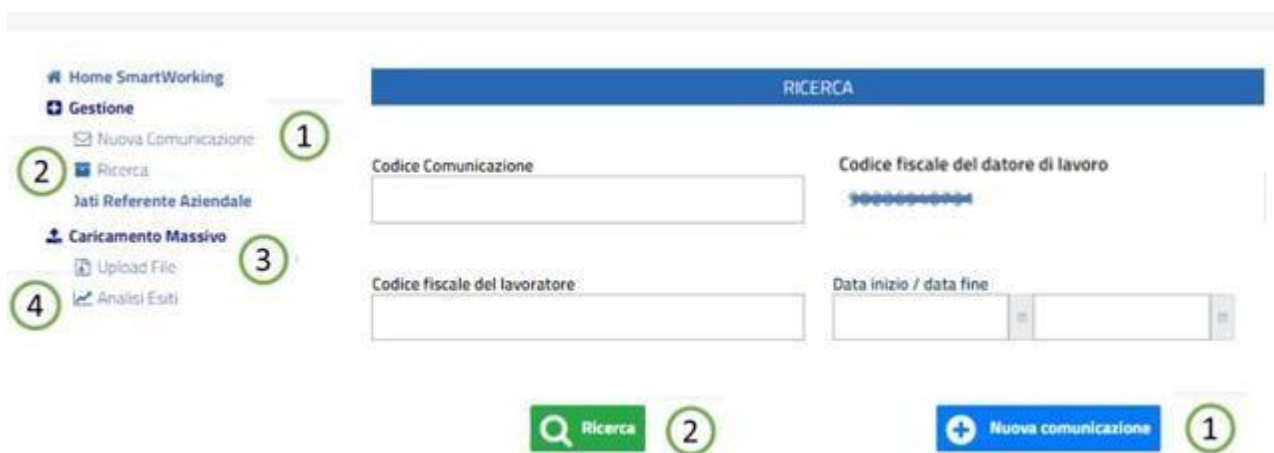 Home SmartWorking
Gestione
Nuova Comunicazione
1
2
Ricerca
Dati Referente Aziendale
Caricamento Massivo
3
Upload File
4
Analisi Esiti
RICERCA
Codice Comunicazione
Codice fiscale del datore di lavoro
Codice fiscale del lavoratore
Data inizio / data fine
Ricerca
2
Nuova comunicazione
1